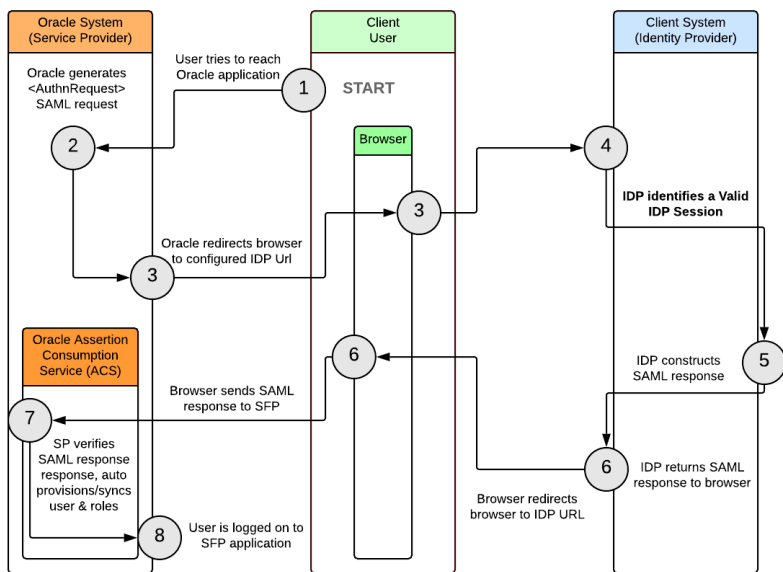 Oracle System
(Service Provider)
Client
User
Client System
(Identity Provider)
User tries to reach
Oracle application
1
START
Oracle generates
<AuthnRequest>
SAML request
2
Browser
4
IDP identifies a Valid
IDP Session
3
Oracle redirects browser
to configured IDP Url
3
Oracle Assertion
Consumption
Service (ACS)
6
IDP constructs
SAML response
5
Browser sends SAML
response to SFP
7
SP verifies
SAML response
response, auto
provisions/syncs
user & roles
6
IDP returns SAML
response to browser
Browser redirects
browser to IDP URL
8
User is logged on to
SFP application